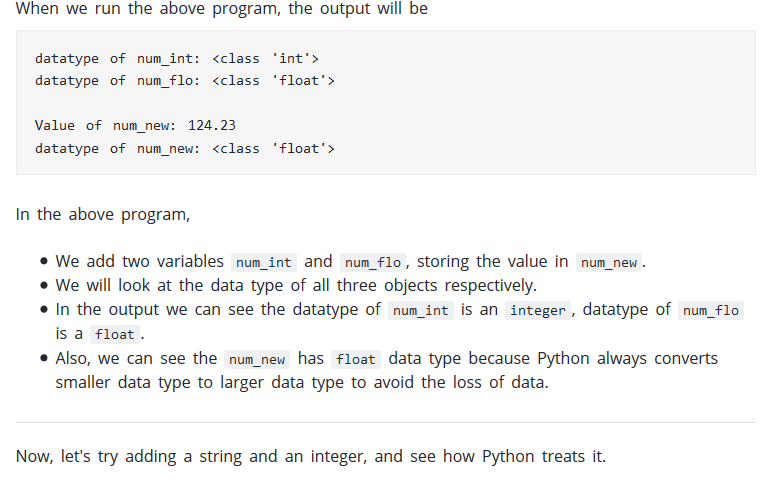 When we run the above program, the output will be
datatype of num_int: <class 'int'>
datatype of num_flo: <class 'float'>
Value of num_new: 124.23
datatype of num_new: <class 'float'>
In the above program,
• We add two variables num_int and num_flo, storing the value in num_new.
• We will look at the data type of all three objects respectively.
• In the output we can see the datatype of num_int is an integer, datatype of num_flo
is a float.
• Also, we can see the num_new has float data type because Python always converts
smaller data type to larger data type to avoid the loss of data.
Now, let's try adding a string and an integer, and see how Python treats it.